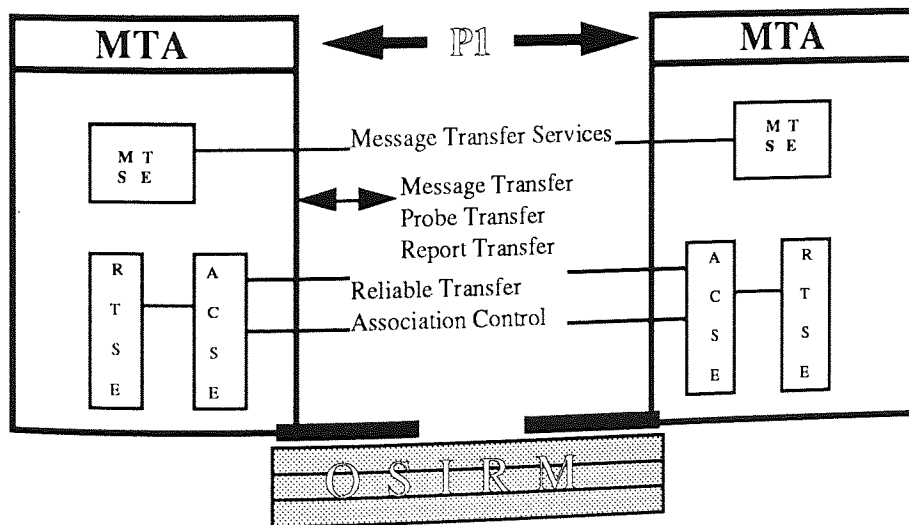 MTA
P1
MTA
Message Transfer Services
M T
S E
M T
S E
Message Transfer
Probe Transfer
Report Transfer
R
T
S
E
A
C
S
E
Reliable Transfer
Association Control
A
C
S
E
R
T
S
E
O S I R M